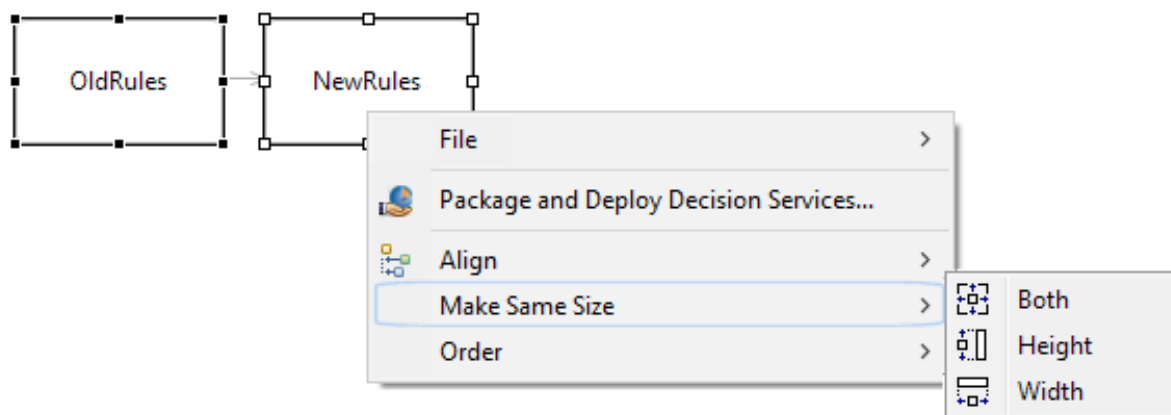 OldRules
NewRules
File
Package and Deploy Decision Services...
Align
Make Same Size
Order
Both
Height
Width